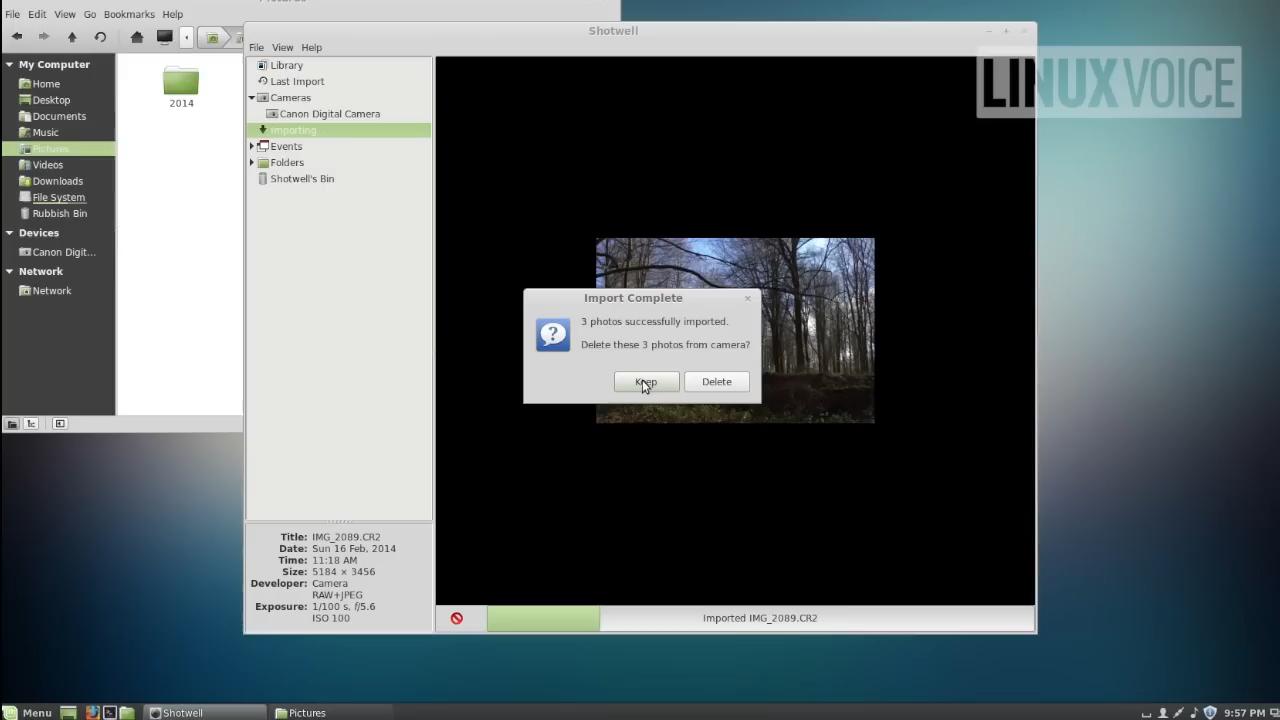 File Edit View Go Bookmarks Help
My Computer
Home
Desktop
Documents
Music
Pictures
Videos
Downloads
File System
Rubbish Bin
Devices
Canon Digit...
Network
Network
2014
Shotwell
File View Help
Library
Last Import
Cameras
Canon Digital Camera
Importing
Events
Folders
Shotwell's Bin
Title: IMG_2089.CR2
Date: Sun 16 Feb, 2014
Time: 11:18 AM
Size: 5184 × 3456
Developer: Camera
RAW+JPEG
Exposure: 1/100 s, f/5.6
ISO 100
LINUXVOICE
Import Complete
3 photos successfully imported.
Delete these 3 photos from camera?
Keep Delete
Imported IMG_2089.CR2
Menu Shotwell Pictures 9:57 PM